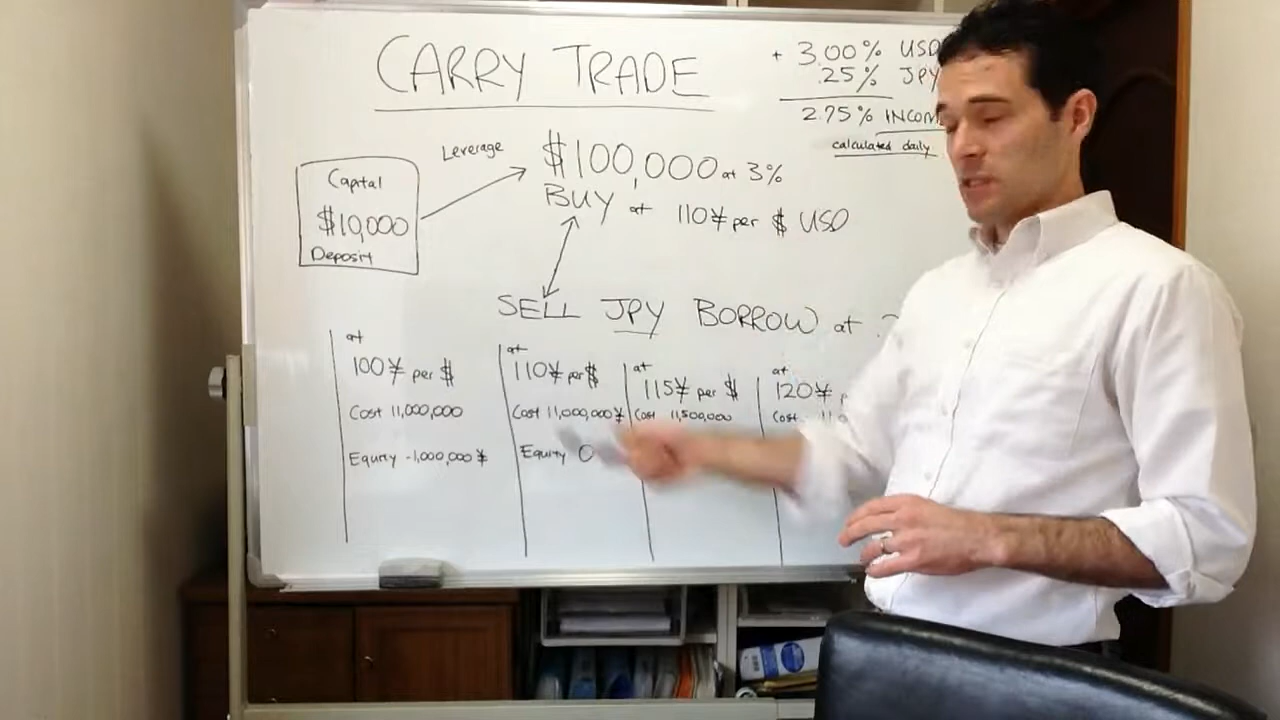 CARRY TRADE
+ 3.00% USD
.25% JPY
2.75% INCOM
calculated daily
Leverage
Capital
$10,000
Deposit
$100,000 at 3%
BUY at 110¥ per $ USD
SELL JPY BORROW at
at
100¥ per $
Cost 11,000,000
Equity -1,000,000¥
at
110¥ per $
Cost 11,000,000¥
Equity 0
at
115¥ per $
Cost 11,500,000
at
120¥
Cost